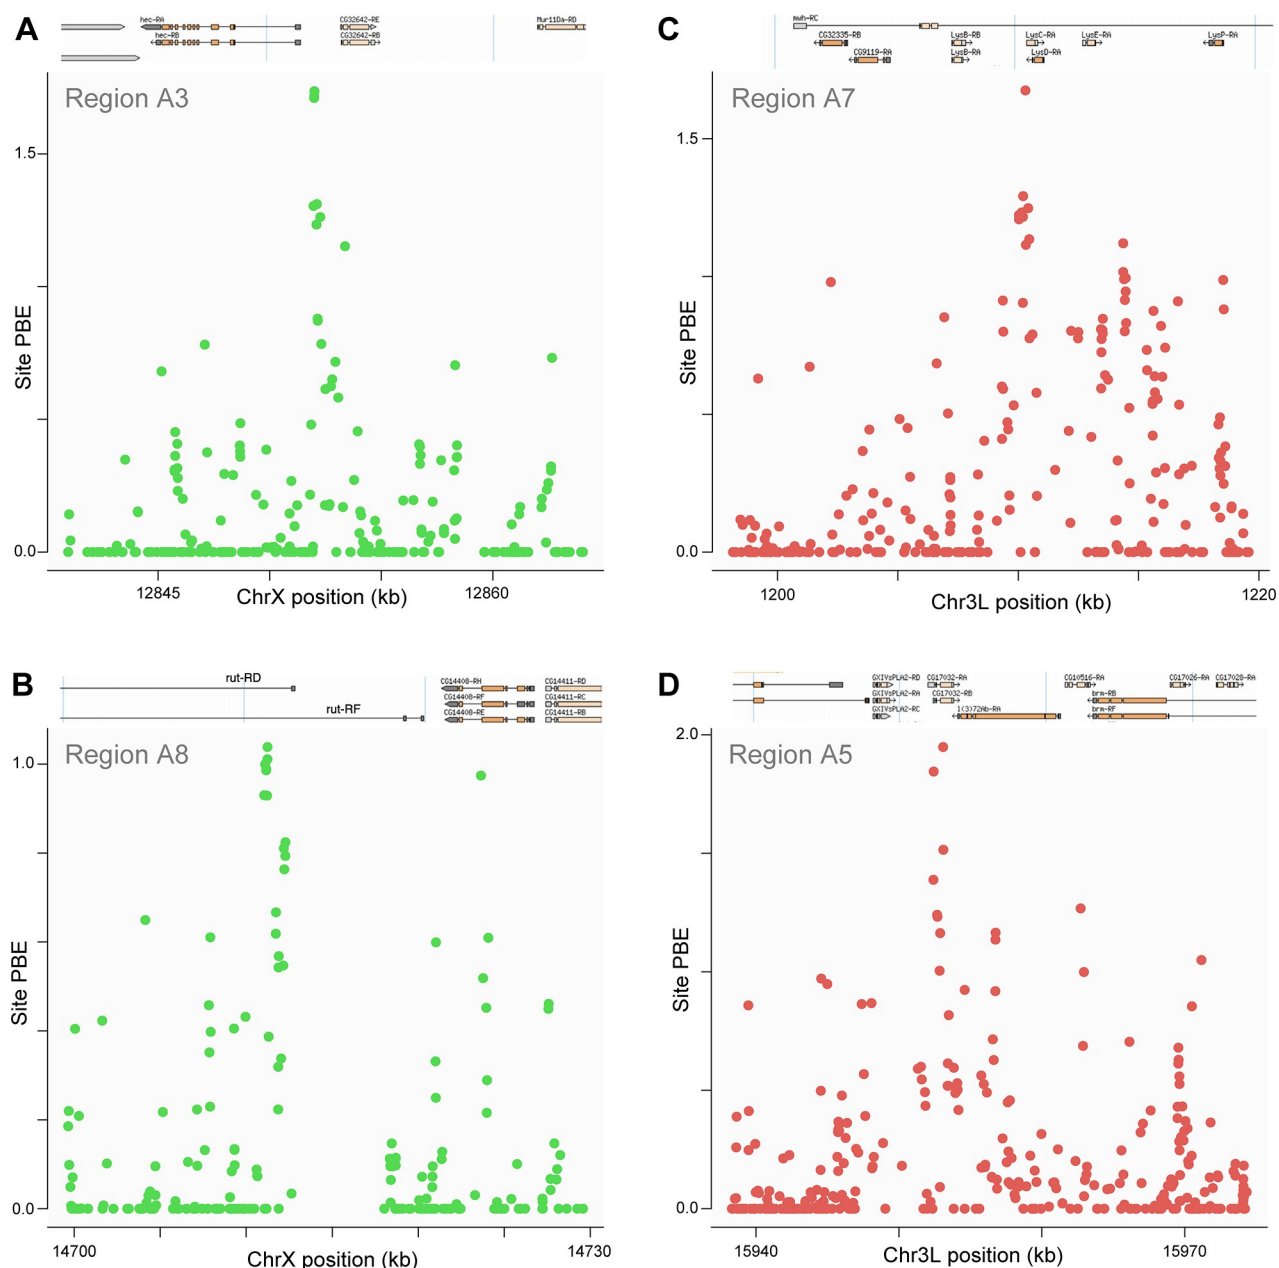 A
hec-RA
CG32642-RE
Mur11Da-RD
hec-RB
CG32642-RB
Region A3
1.5
0.0
Site PBE
12845
12860
ChrX position (kb)
C
mwh-RC
CG32335-RB
LysB-RB
LysC-RA
LysE-RA
LysP-RA
CG9119-RA
LysB-RA
LysD-RA
Region A7
1.5
0.0
Site PBE
1200
1220
Chr3L position (kb)
B
rut-RD
rut-RF
CG14408-RH
CG14411-RD
CG14408-RF
CG14411-RC
CG14408-RE
CG14411-RB
Region A8
1.0
0.0
Site PBE
14700
14730
ChrX position (kb)
D
GXIVsPLA2-RD
CG17032-RA
CG10516-RA
CG17026-RA
CG17028-RA
GXIVsPLA2-RA
CG17032-RB
brm-RB
GXIVsPLA2-RC
l(3)72Ab-RA
brm-RF
Region A5
2.0
0.0
Site PBE
15940
15970
Chr3L position (kb)